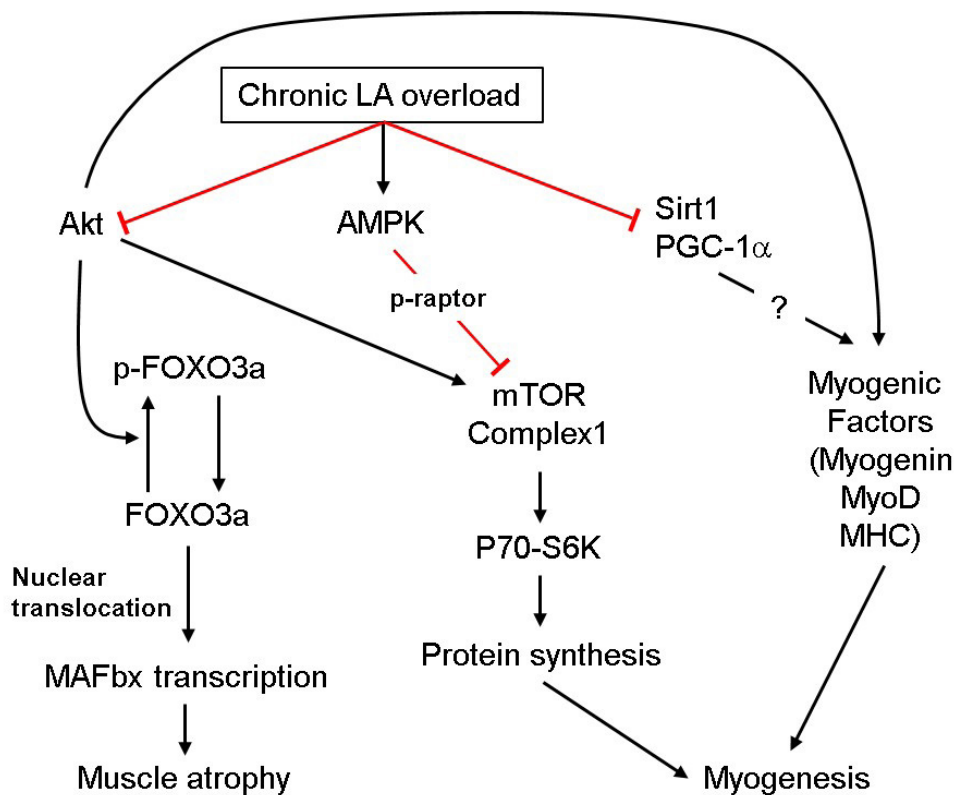 Chronic LA overload
Akt
AMPK
Sirt1
PGC-1α
p-raptor
?
p-FOXO3a
mTOR
Complex1
Myogenic
Factors
(Myogenin
MyoD
MHC)
FOXO3a
P70-S6K
Nuclear
translocation
Protein synthesis
MAFbx transcription
Muscle atrophy
Myogenesis